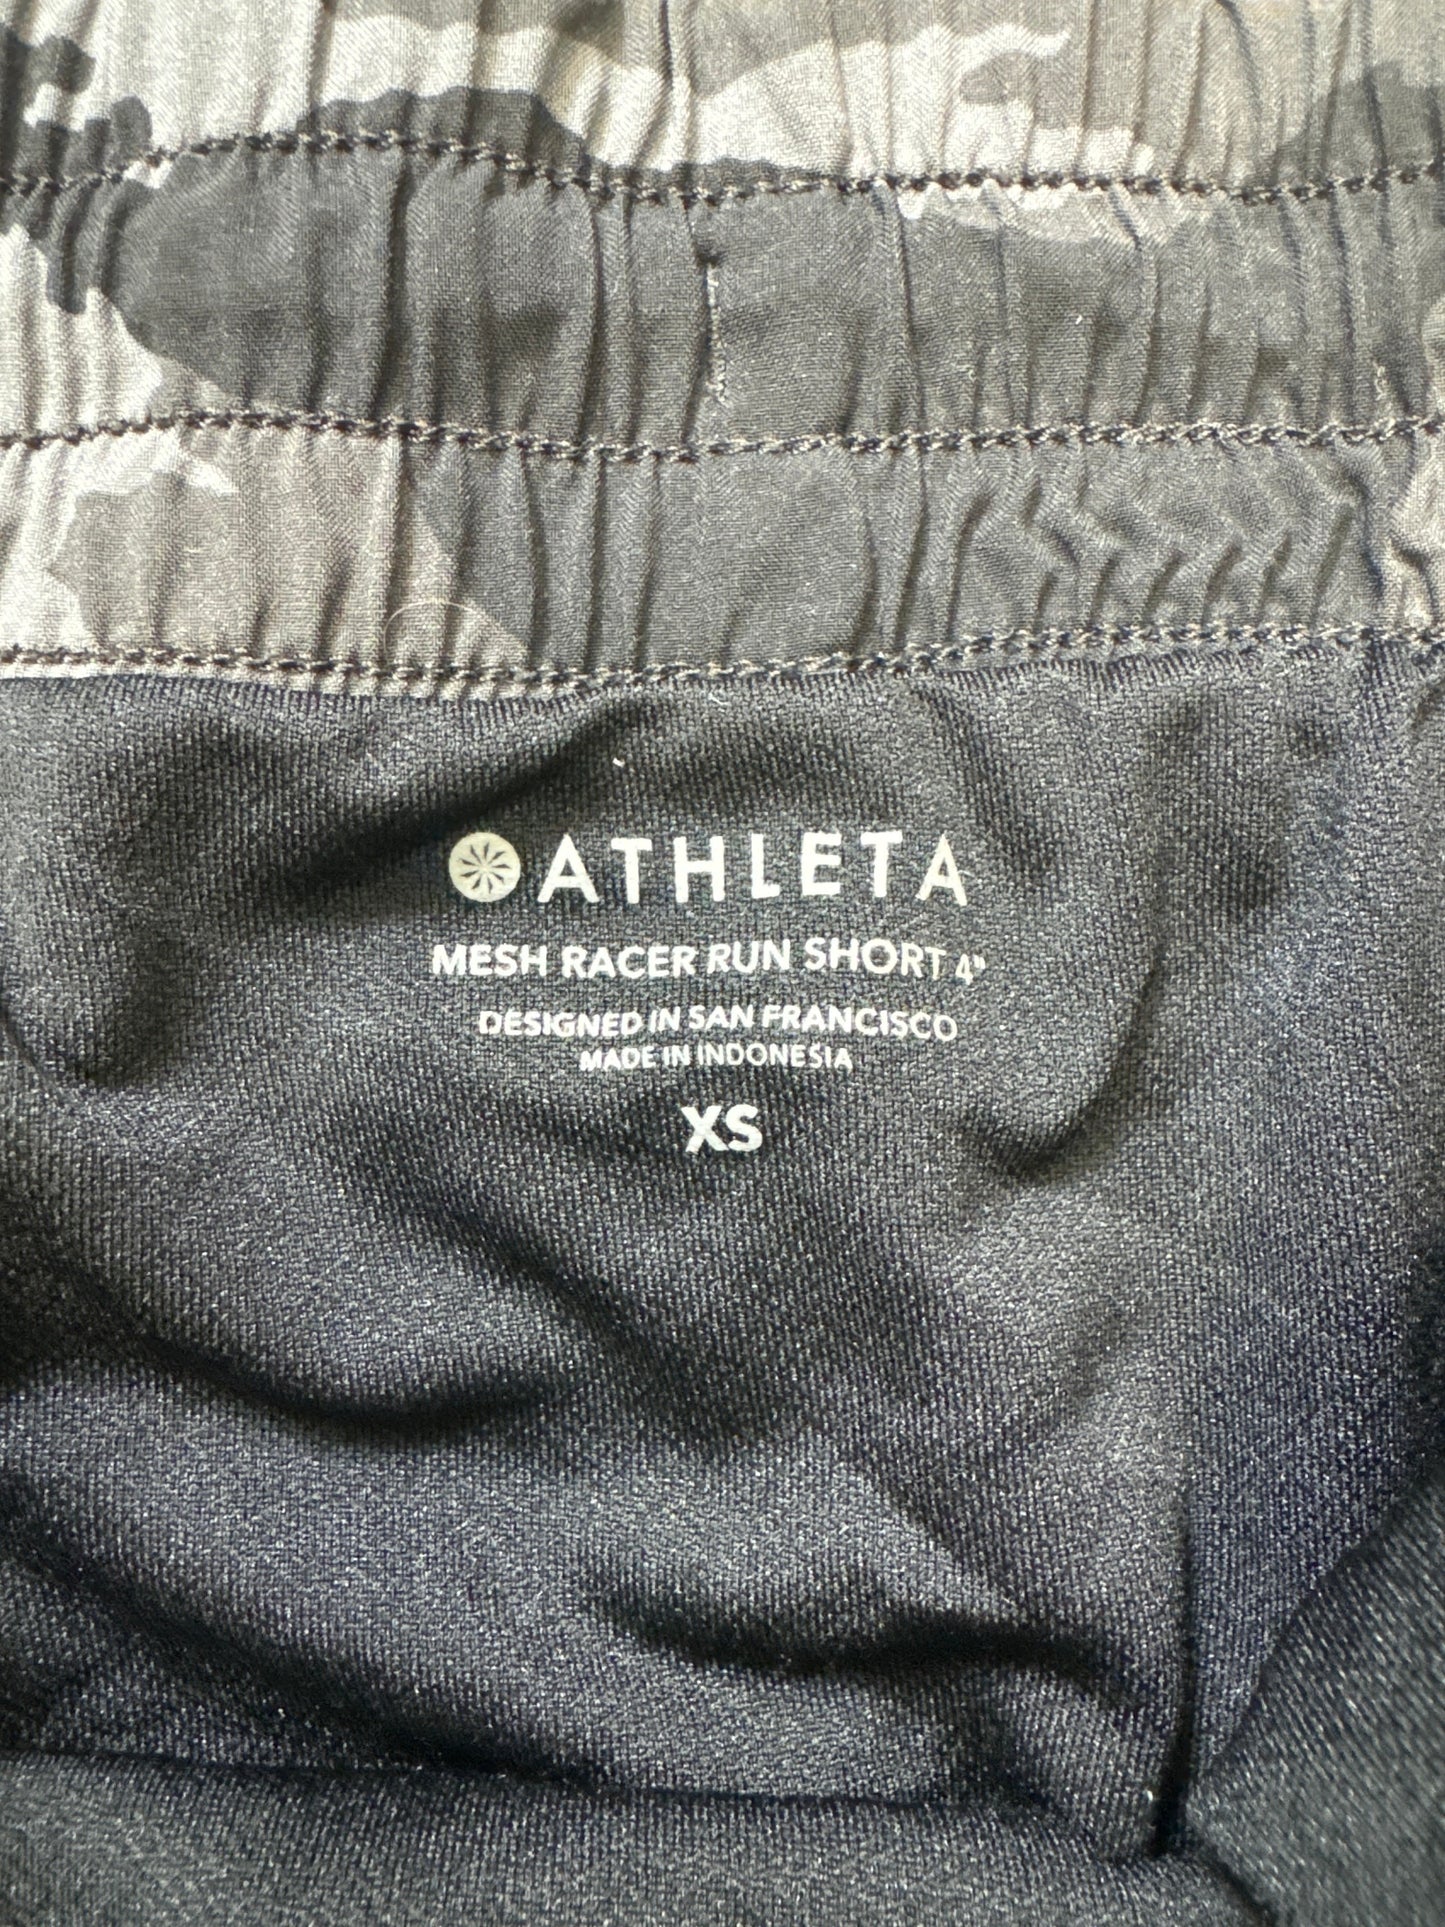 ATHLETA
MESH RACER RUN SHORT 4"
DESIGNED IN SAN FRANCISCO
MADE IN INDONESIA
XS